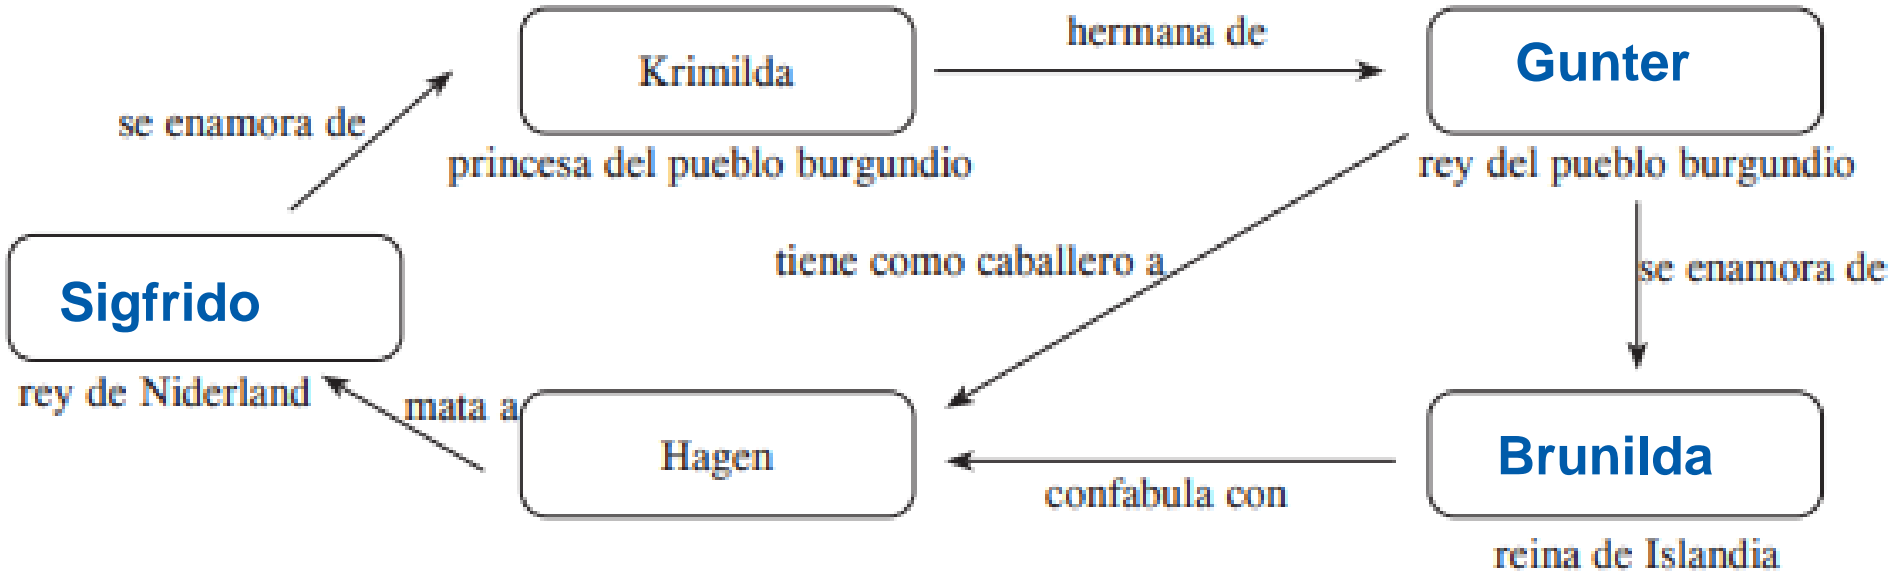 hermana de
Krimilda
Gunter
se enamora de
princesa del pueblo burgundio
rey del pueblo burgundio
tiene como caballero a
se enamora de
Sigfrido
rey de Niderland
mata a
Hagen
Brunilda
confabula con
reina de Islandia